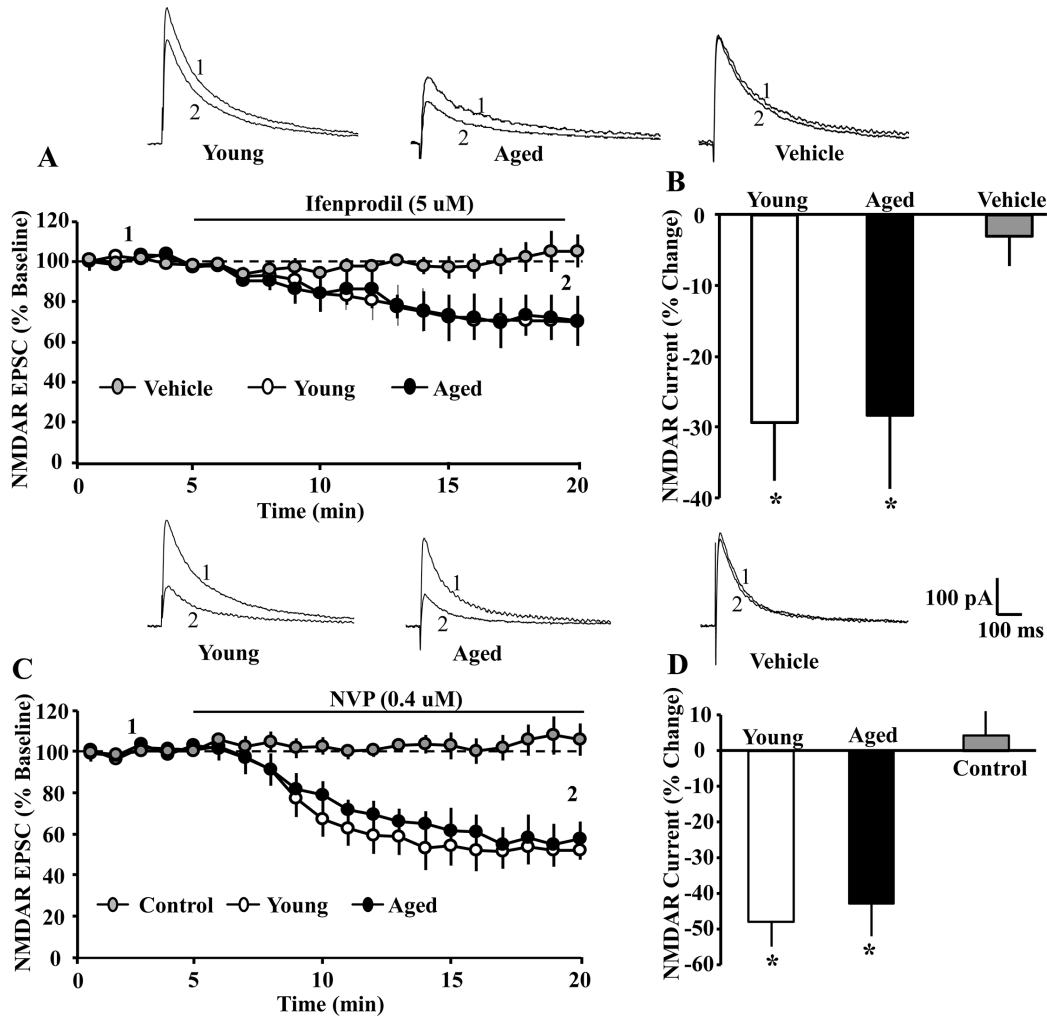 1
2
Young
1
2
Aged
1
2
Vehicle
A
NMDAR EPSC (% Baseline)
120
100
80
60
40
20
0
Ifenprodil (5 uM)
1
2
Vehicle
Young
Aged
0
5
10
15
20
Time (min)
B
NMDAR Current (% Change)
Young
Aged
Vehicle
0
-10
-20
-30
-40
*
*
1
2
Young
1
2
Aged
1
2
Vehicle
100 pA
100 ms
C
NMDAR EPSC (% Baseline)
120
100
80
60
40
20
0
NVP (0.4 uM)
1
2
Control
Young
Aged
0
5
10
15
20
Time (min)
D
NMDAR Current (% Change)
10
0
-10
-20
-30
-40
-50
-60
Young
Aged
Control
*
*